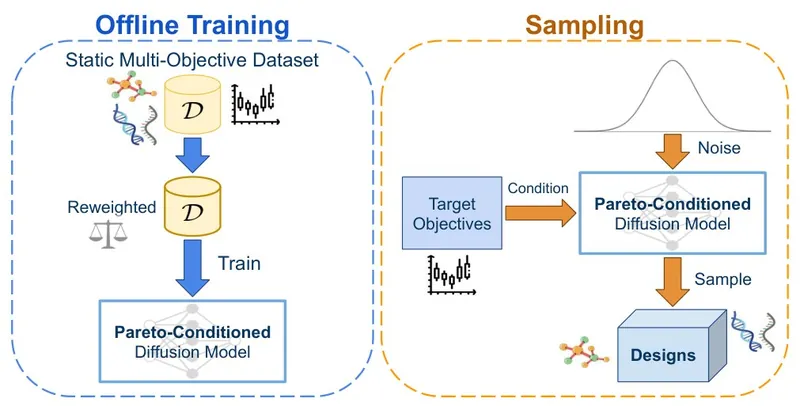 Offline Training
Static Multi-Objective Dataset
𝒟
Reweighted
𝒟
Train
Pareto-Conditioned
Diffusion Model
Sampling
Noise
Target
Objectives
Condition
Pareto-Conditioned
Diffusion Model
Sample
Designs